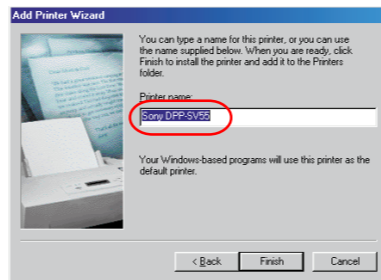 Add Printer Wizard
You can type a name for this printer, or you can use
the name supplied below. When you are ready, click
Finish to install the printer and add it to the Printers
folder.
Printer name:
Sony DPP-SV55
Your Windows-based programs will use this printer as the
default printer.
< Back
Finish
Cancel